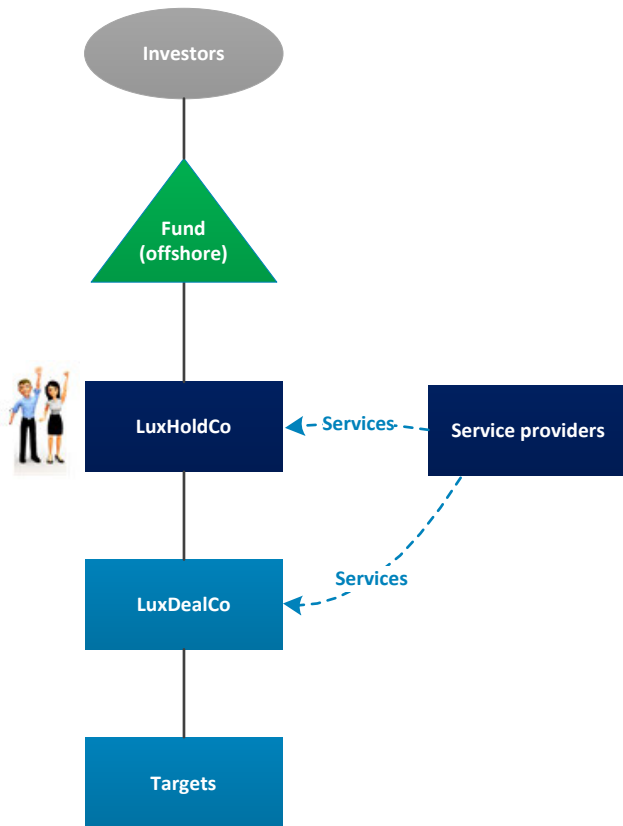 Investors
Fund
(offshore)
LuxHoldCo
Services
Service providers
Services
LuxDealCo
Targets